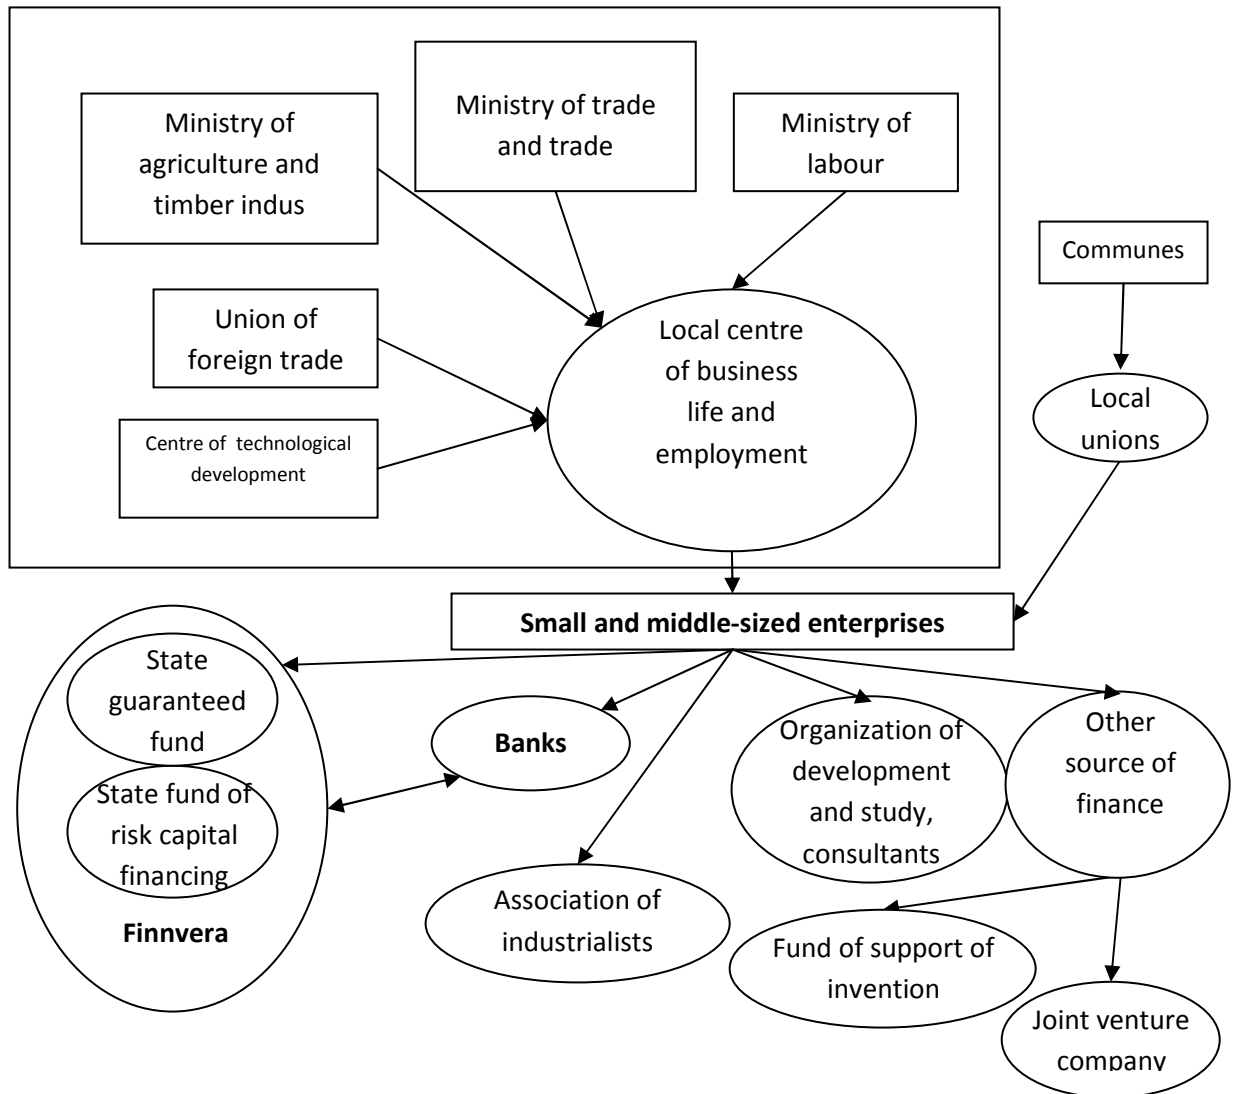 Ministry of trade
and trade
Ministry of
agriculture and
timber indus
Ministry of
labour
Communes
Union of
foreign trade
Local centre
of business
life and
employment
Local
unions
Centre of technological
development
Small and middle-sized enterprises
State
guaranteed
fund
State fund of
risk capital
financing
Finnvera
Banks
Organization of
development
and study,
consultants
Other
source of
finance
Association of
industrialists
Fund of support of
invention
Joint venture
company